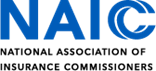 NAIC
NATIONAL ASSOCIATION OF
INSURANCE COMMISSIONERS